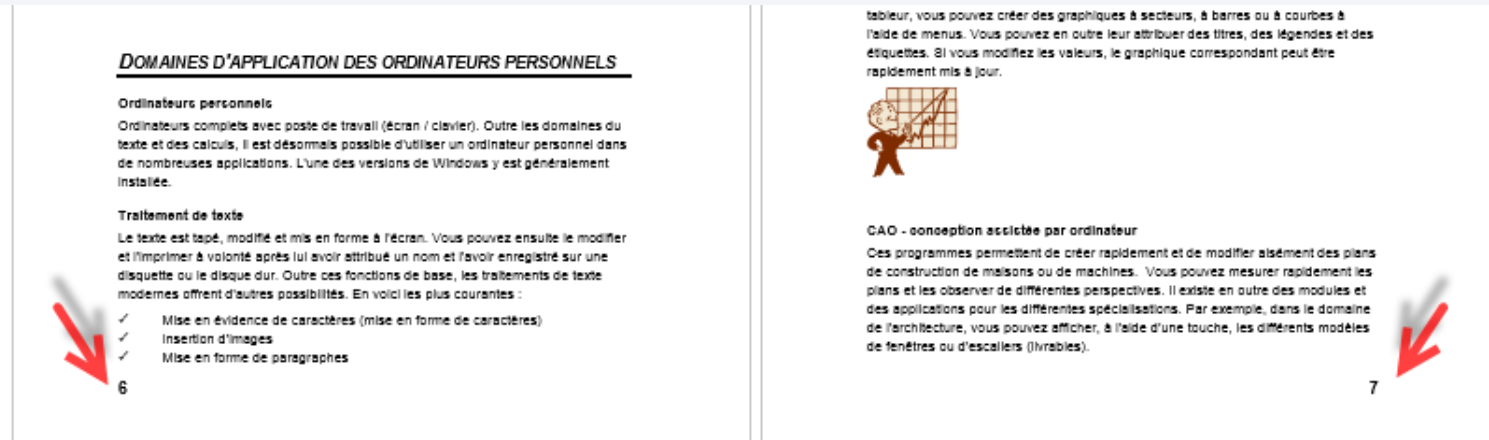 DOMAINES D'APPLICATION DES ORDINATEURS PERSONNELS
Ordinateurs personnels
Ordinateurs complets avec poste de travail (écran / clavier). Outre les domaines du
texte et des calculs, il est désormais possible d'utiliser un ordinateur personnel dans
de nombreuses applications. L'une des versions de Windows y est généralement
installée.
Traitement de texte
Le texte est tapé, modifié et mis en forme à l'écran. Vous pouvez ensuite le modifier
et l'imprimer à volonté après lui avoir attribué un nom et l'avoir enregistré sur une
disquette ou le disque dur. Outre ces fonctions de base, les traitements de texte
modernes offrent d'autres possibilités. En voici les plus courantes :
✓ Mise en évidence de caractères (mise en forme de caractères)
✓ Insertion d'images
✓ Mise en forme de paragraphes
6
tableur, vous pouvez créer des graphiques à secteurs, à barres ou à courbes à
l'aide de menus. Vous pouvez en outre leur attribuer des titres, des légendes et des
étiquettes. Si vous modifiez les valeurs, le graphique correspondant peut être
rapidement mis à jour.
CAO - conception assistée par ordinateur
Ces programmes permettent de créer rapidement et de modifier aisément des plans
de construction de maisons ou de machines. Vous pouvez mesurer rapidement les
plans et les observer de différentes perspectives. Il existe en outre des modules et
des applications pour les différentes spécialisations. Par exemple, dans le domaine
de l'architecture, vous pouvez afficher, à l'aide d'une touche, les différents modèles
de fenêtres ou d'escaliers (livrables).
7